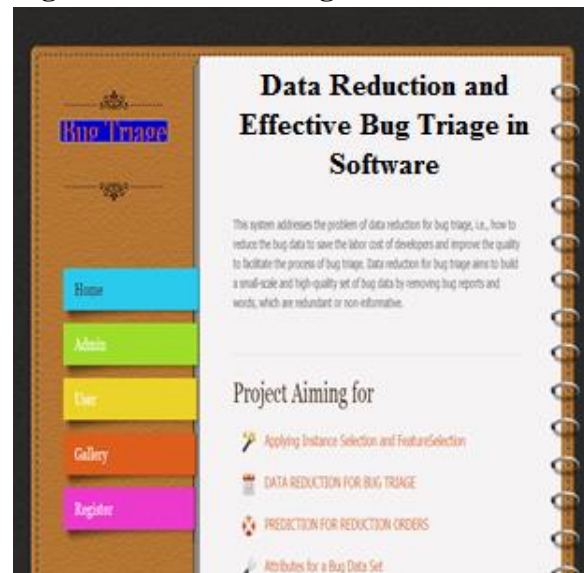 Bug Triage
Home
Admin
User
Gallery
Register
Data Reduction and
Effective Bug Triage in
Software
This system addresses the problem of data reduction for bug triage, i.e., how to
reduce the bug data to save the labor cost of developers and improve the quality
to facilitate the process of bug triage. Data reduction for bug triage aims to build
a small-scale and high-quality set of bug data by removing bug reports and
words, which are redundant or non-informative.
Project Aiming for
Applying Instance Selection and FeatureSelection
DATA REDUCTION FOR BUG TRIAGE
PREDICTION FOR REDUCTION ORDERS
Attributes for a Bug Data Set